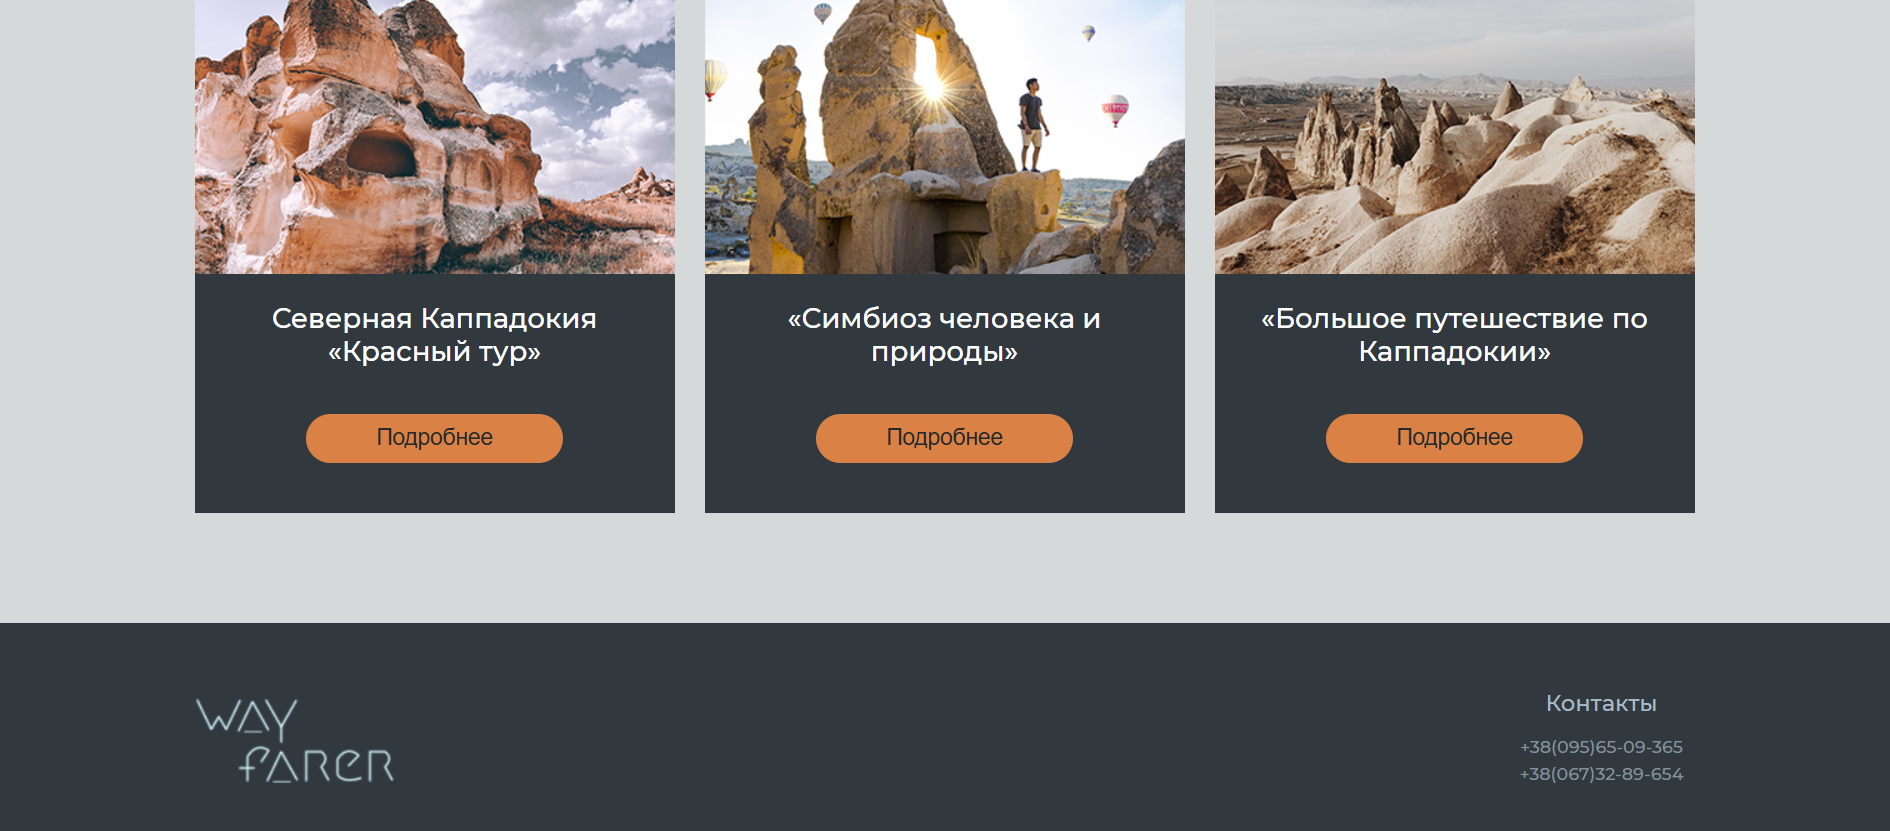 Северная Каппадокия
«Красный тур»
Подробнее
«Симбиоз человека и
природы»
Подробнее
«Большое путешествие по
Каппадокии»
Подробнее
WAY
FARER
Контакты
+38(095)65-09-365
+38(067)32-89-654